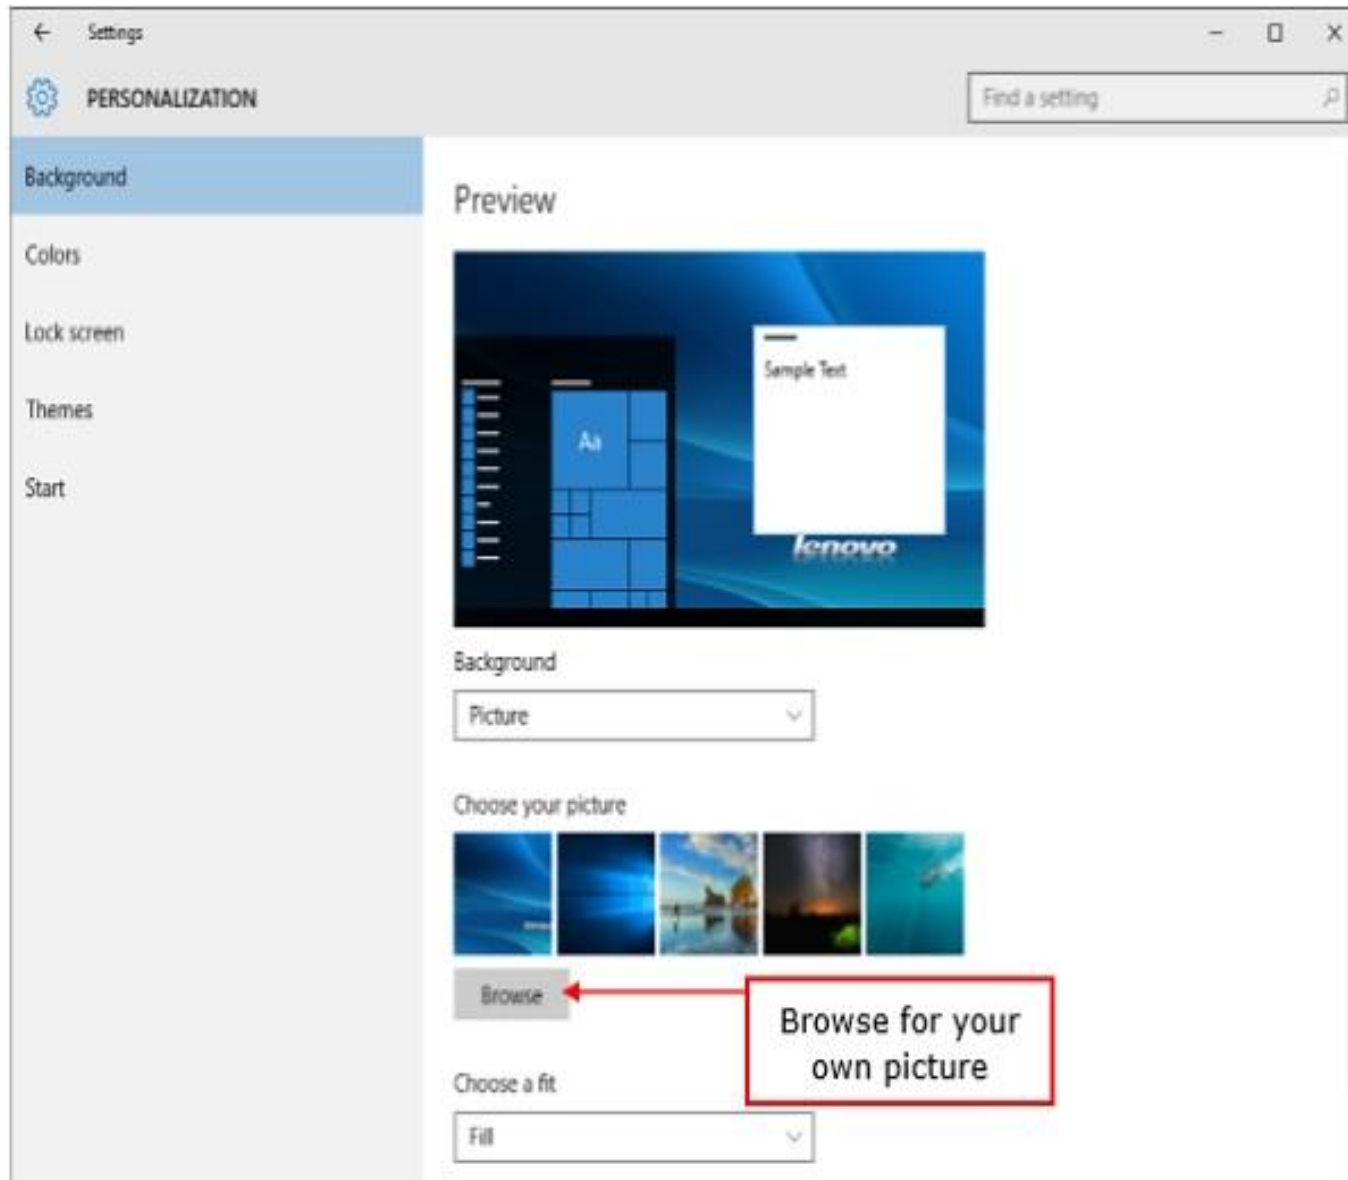 Settings
PERSONALIZATION
Find a setting
Background
Colors
Lock screen
Themes
Start
Preview
Sample Text
Aa
lenovo
Background
Picture
Choose your picture
Browse
Browse for your
own picture
Choose a fit
Fill